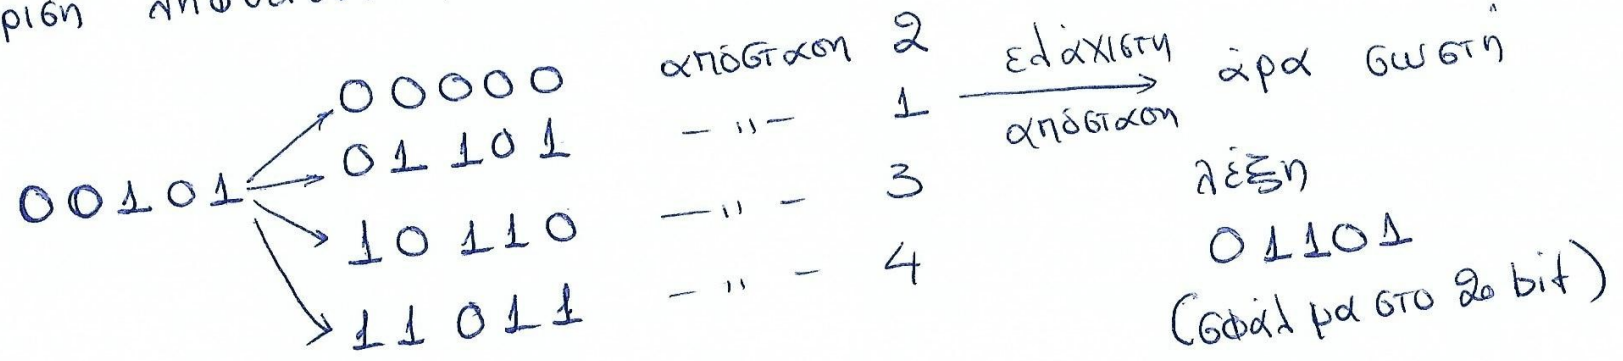 ριση
00000 απόσταση 2 ελάχιστη άρα σωστή
01101 -"- 1 απόσταση
00101 λέξη
10110 -"- 3 01101
11011 -"- 4 (σφάλμα στο 2ο bit)